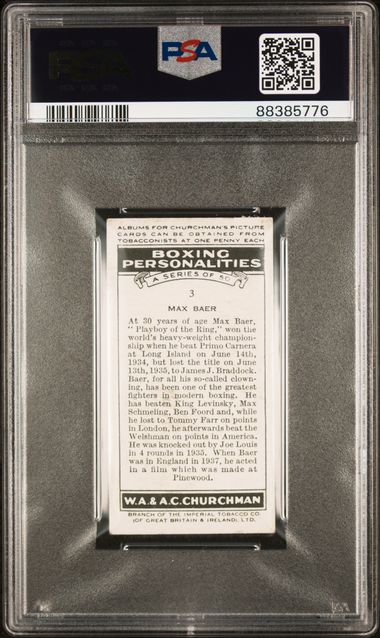 PSA
PSA
88385776
ALBUMS FOR CHURCHMAN'S PICTURE
CARDS CAN BE OBTAINED FROM
TOBACCONISTS AT ONE PENNY EACH
BOXING
PERSONALITIES
A SERIES OF 50
3
MAX BAER
At 30 years of age Max Baer,
" Playboy of the Ring," won the
world's heavy-weight champion-
ship when he beat Primo Carnera
at Long Island on June 14th,
1934, but lost the title on June
13th, 1935, to James J. Braddock.
Baer, for all his so-called clown-
ing, has been one of the greatest
fighters in modern boxing. He
has beaten King Levinsky, Max
Schmeling, Ben Foord and, while
he lost to Tommy Farr on points
in London, he afterwards beat the
Welshman on points in America.
He was knocked out by Joe Louis
in 4 rounds in 1935. When Baer
was in England in 1937, he acted
in a film which was made at
Pinewood.
W.A.& A.C.CHURCHMAN
BRANCH OF THE IMPERIAL TOBACCO CO.
(OF GREAT BRITAIN & IRELAND), LTD.